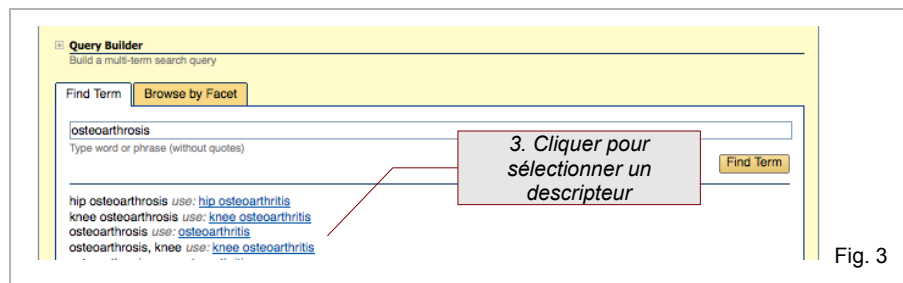 Query Builder
Build a multi-term search query
Find Term
Browse by Facet
osteoarthrosis
Type word or phrase (without quotes)
3. Cliquer pour
sélectionner un
descripteur
Find Term
hip osteoarthrosis use: hip osteoarthritis
knee osteoarthrosis use: knee osteoarthritis
osteoarthrosis use: osteoarthritis
osteoarthrosis, knee use: knee osteoarthritis
Fig. 3